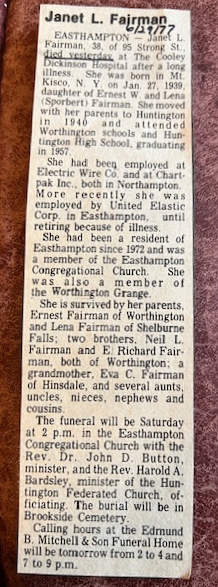 Janet L. Fairman
6/29/77
EASTHAMPTON — Janet L.
Fairman, 38, of 95 Strong St.,
died yesterday at The Cooley
Dickinson Hospital after a long
illness. She was born in Mt.
Kisco, N. Y. on Jan. 27, 1939,
daughter of Ernest W. and Lena
(Sporbert) Fairman. She moved
with her parents to Huntington
in 1940 and attended
Worthington schools and Hun-
tington High School, graduating
in 1957.
She had been employed at
Electric Wire Co. and at Chart-
pak Inc., both in Northampton.
More recently she was
employed by United Elastic
Corp. in Easthampton, until
retiring because of illness.
She had been a resident of
Easthampton since 1972 and was
a member of the Easthampton
Congregational Church. She
was also a member of
the Worthington Grange.
She is survived by her parents,
Ernest Fairman of Worthington
and Lena Fairman of Shelburne
Falls; two brothers, Neil L.
Fairman and E. Richard Fair-
man, both of Worthington; a
grandmother, Eva C. Fairman
of Hinsdale, and several aunts,
uncles, nieces, nephews and
cousins.
The funeral will be Saturday
at 2 p.m. in the Easthampton
Congregational Church with the
Rev. Dr. John D. Button,
minister, and the Rev. Harold A.
Bardsley, minister of the Hun-
tington Federated Church, of-
ficiating. The burial will be in
Brookside Cemetery.
Calling hours at the Edmund
B. Mitchell & Son Funeral Home
will be tomorrow from 2 to 4 and
7 to 9 p.m.